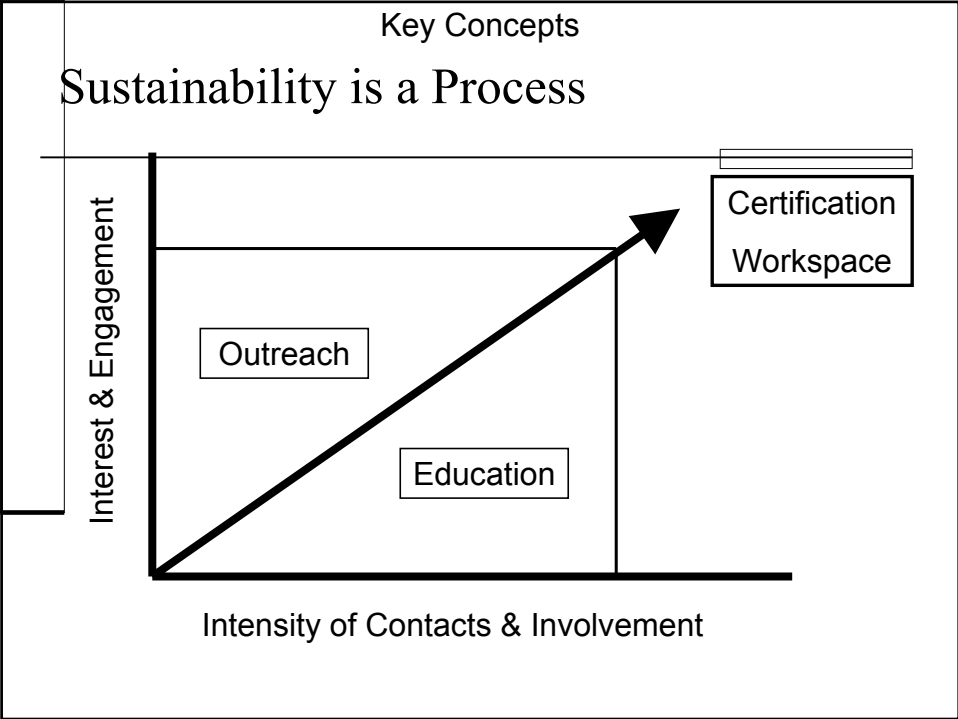 Key Concepts
Sustainability is a Process
Certification
Workspace
Interest & Engagement
Outreach
Education
Intensity of Contacts & Involvement